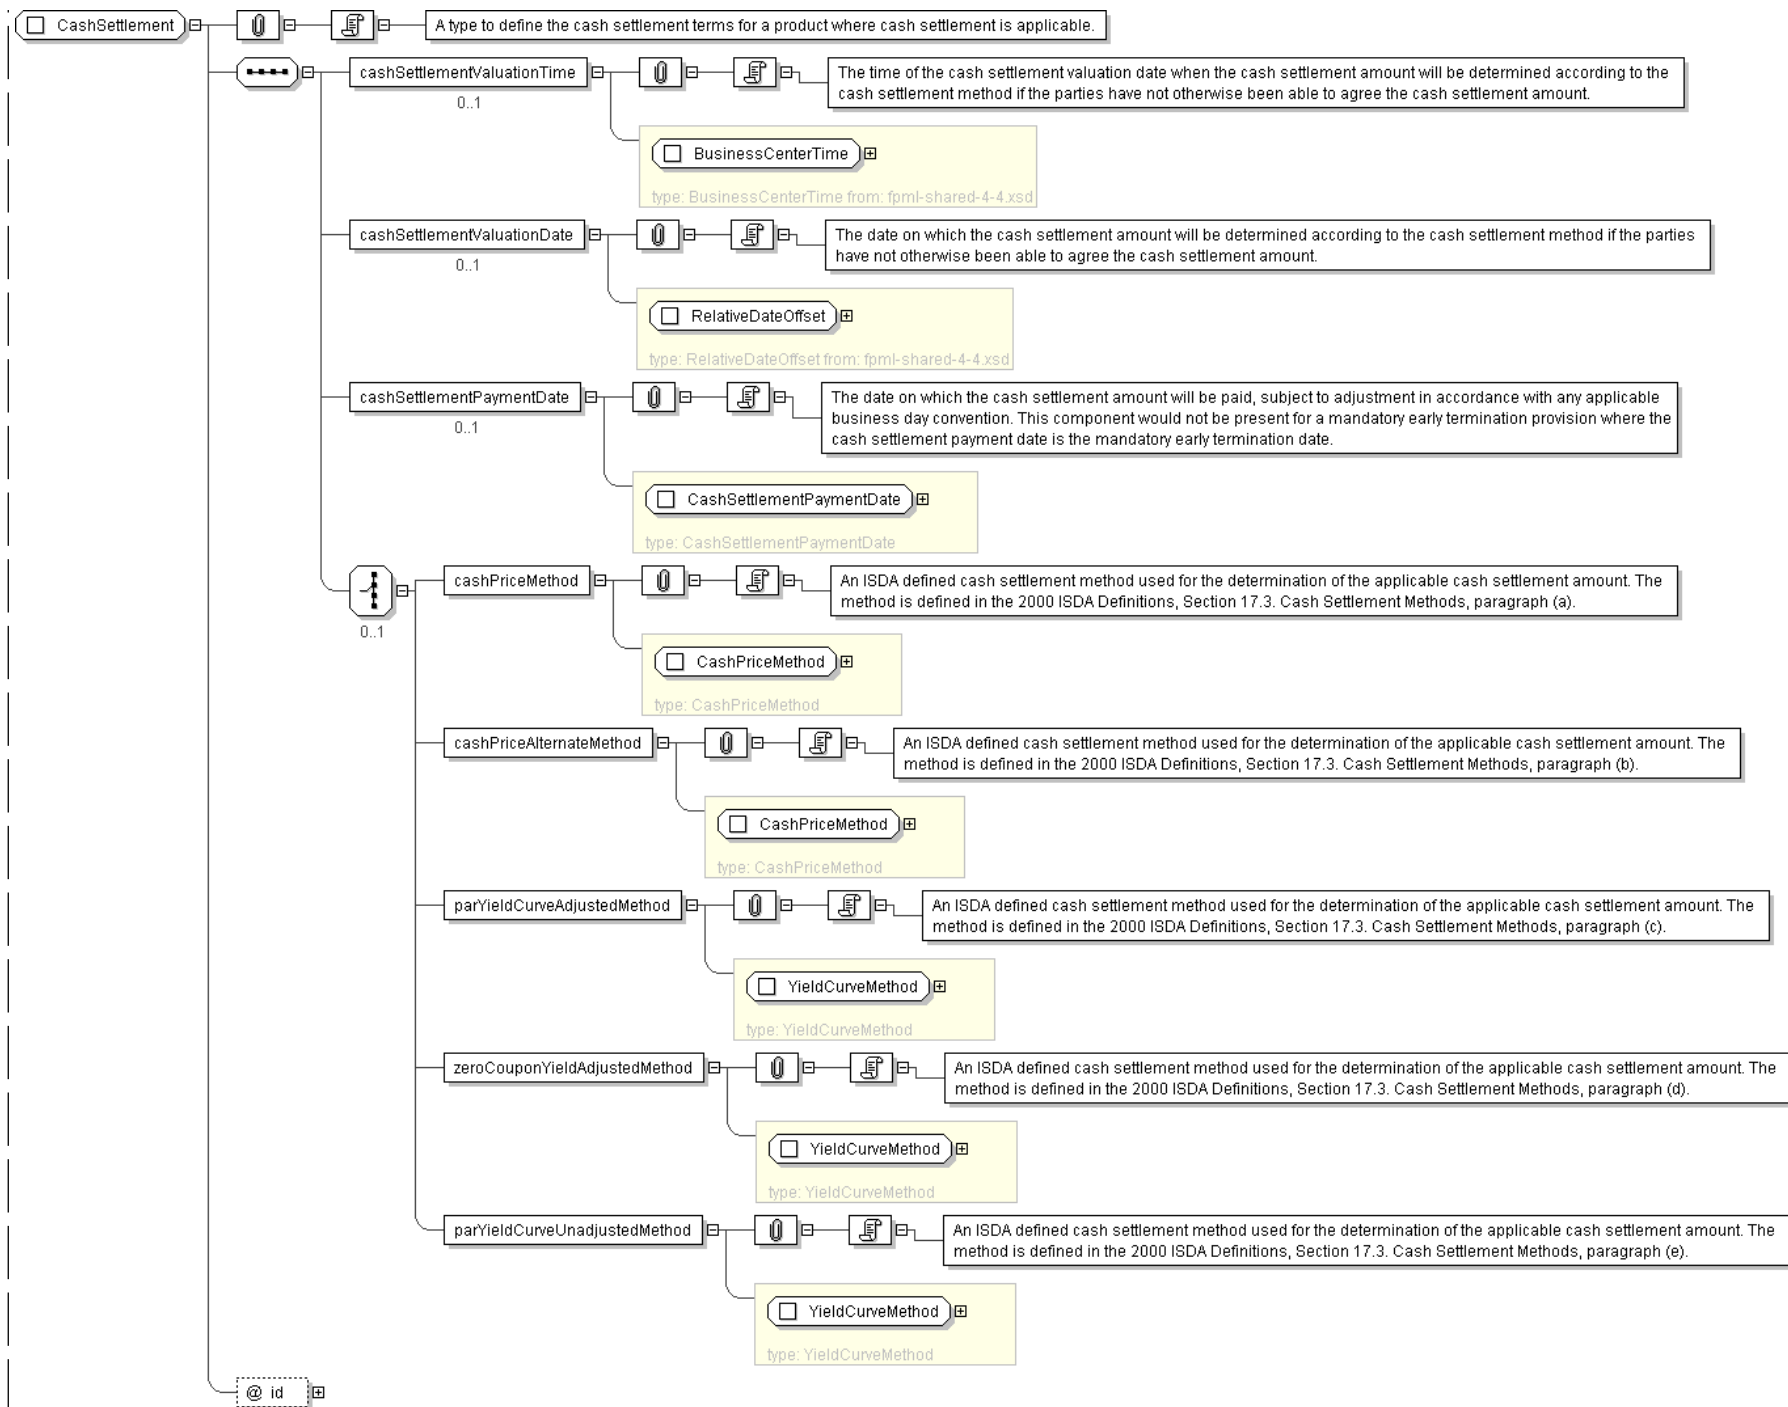 CashSettlement
A type to define the cash settlement terms for a product where cash settlement is applicable.
cashSettlementValuationTime
0..1
The time of the cash settlement valuation date when the cash settlement amount will be determined according to the
cash settlement method if the parties have not otherwise been able to agree the cash settlement amount.
BusinessCenterTime
type: BusinessCenterTime from: fpml-shared-4-4.xsd
cashSettlementValuationDate
0..1
The date on which the cash settlement amount will be determined according to the cash settlement method if the parties
have not otherwise been able to agree the cash settlement amount.
RelativeDateOffset
type: RelativeDateOffset from: fpml-shared-4-4.xsd
cashSettlementPaymentDate
0..1
The date on which the cash settlement amount will be paid, subject to adjustment in accordance with any applicable
business day convention. This component would not be present for a mandatory early termination provision where the
cash settlement payment date is the mandatory early termination date.
CashSettlementPaymentDate
type: CashSettlementPaymentDate
0..1
cashPriceMethod
An ISDA defined cash settlement method used for the determination of the applicable cash settlement amount. The
method is defined in the 2000 ISDA Definitions, Section 17.3. Cash Settlement Methods, paragraph (a).
CashPriceMethod
type: CashPriceMethod
cashPriceAlternateMethod
An ISDA defined cash settlement method used for the determination of the applicable cash settlement amount. The
method is defined in the 2000 ISDA Definitions, Section 17.3. Cash Settlement Methods, paragraph (b).
CashPriceMethod
type: CashPriceMethod
parYieldCurveAdjustedMethod
An ISDA defined cash settlement method used for the determination of the applicable cash settlement amount. The
method is defined in the 2000 ISDA Definitions, Section 17.3. Cash Settlement Methods, paragraph (c).
YieldCurveMethod
type: YieldCurveMethod
zeroCouponYieldAdjustedMethod
An ISDA defined cash settlement method used for the determination of the applicable cash settlement amount. The
method is defined in the 2000 ISDA Definitions, Section 17.3. Cash Settlement Methods, paragraph (d).
YieldCurveMethod
type: YieldCurveMethod
parYieldCurveUnadjustedMethod
An ISDA defined cash settlement method used for the determination of the applicable cash settlement amount. The
method is defined in the 2000 ISDA Definitions, Section 17.3. Cash Settlement Methods, paragraph (e).
YieldCurveMethod
type: YieldCurveMethod
@ id